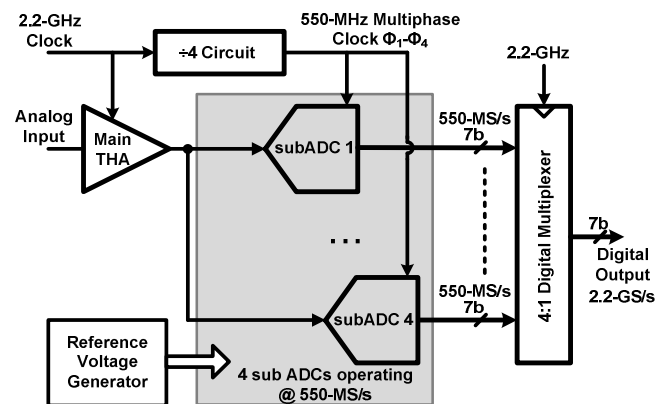 2.2-GHz
Clock
÷4 Circuit
550-MHz Multiphase
Clock Φ1-Φ4
2.2-GHz
Analog
Input
Main
THA
subADC 1
550-MS/s
7b
...
subADC 4
550-MS/s
7b
4:1 Digital Multiplexer
7b
Digital
Output
2.2-GS/s
Reference
Voltage
Generator
4 sub ADCs operating
@ 550-MS/s